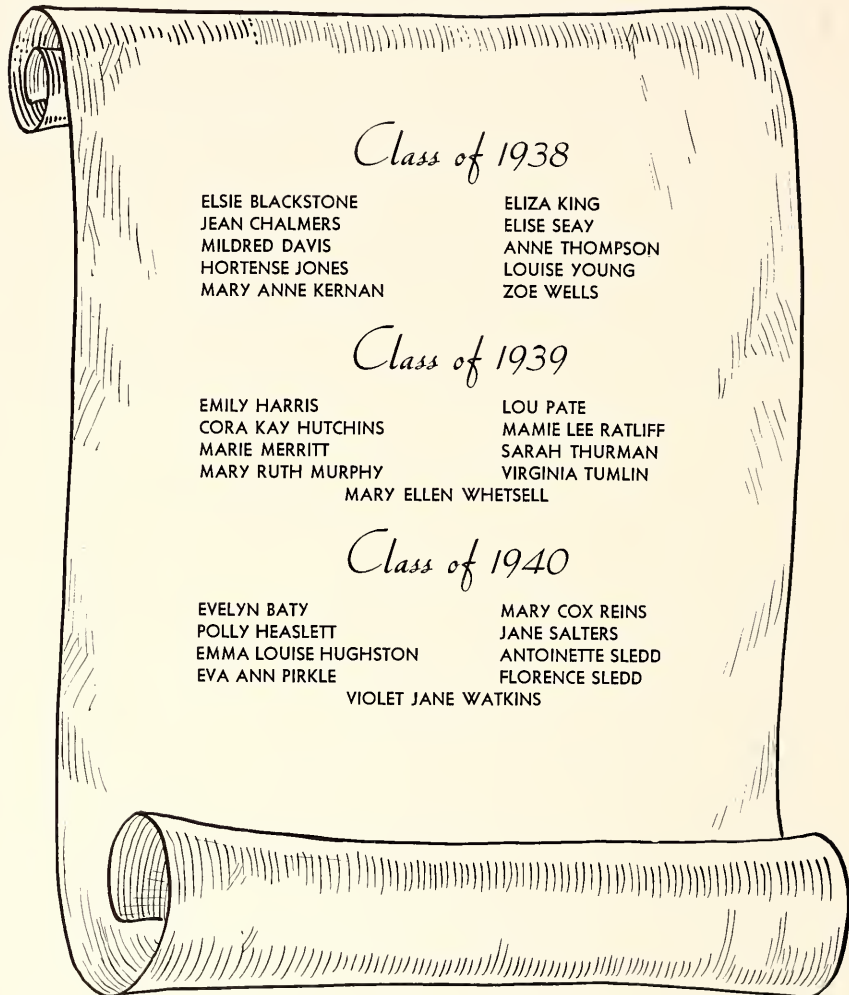 Class of 1938
ELSIE BLACKSTONE
JEAN CHALMERS
MILDRED DAVIS
HORTENSE JONES
MARY ANNE KERNAN
ELIZA KING
ELISE SEAY
ANNE THOMPSON
LOUISE YOUNG
ZOE WELLS
Class of 1939
EMILY HARRIS
CORA KAY HUTCHINS
MARIE MERRITT
MARY RUTH MURPHY
LOU PATE
MAMIE LEE RATLIFF
SARAH THURMAN
VIRGINIA TUMLIN
MARY ELLEN WHETSELL
Class of 1940
EVELYN BATY
POLLY HEASLETT
EMMA LOUISE HUGHSTON
EVA ANN PIRKLE
MARY COX REINS
JANE SALTERS
ANTOINETTE SLEDD
FLORENCE SLEDD
VIOLET JANE WATKINS